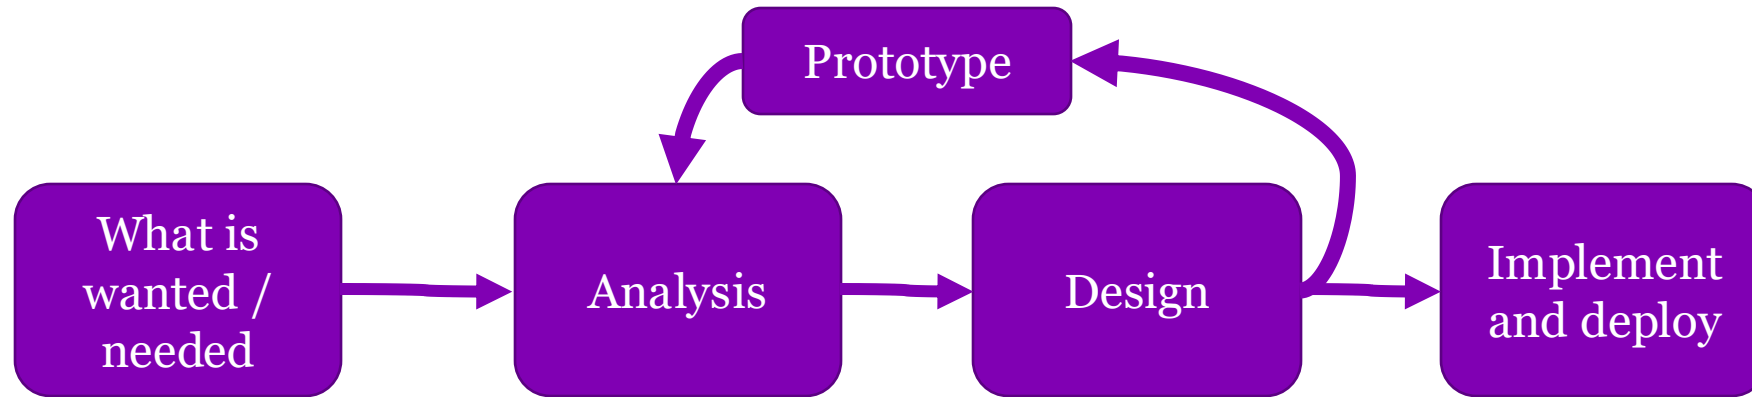 Prototype
What is
wanted /
needed
Analysis
Design
Implement
and deploy